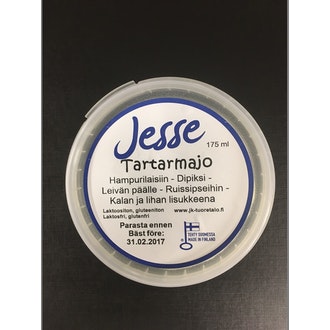 Jesse
175 ml
Tartarmajo
Hampurilaisiin - Dipiksi -
Leivän päälle - Ruissipseihin -
Kalan ja lihan lisukkeena
Laktoositon, gluteeniton
Laktosfri, glutenfri
www.jk-tuoretalo.fi
Parasta ennen
Bäst före:
31.02.2017
TEHTY SUOMESSA
MADE IN FINLAND